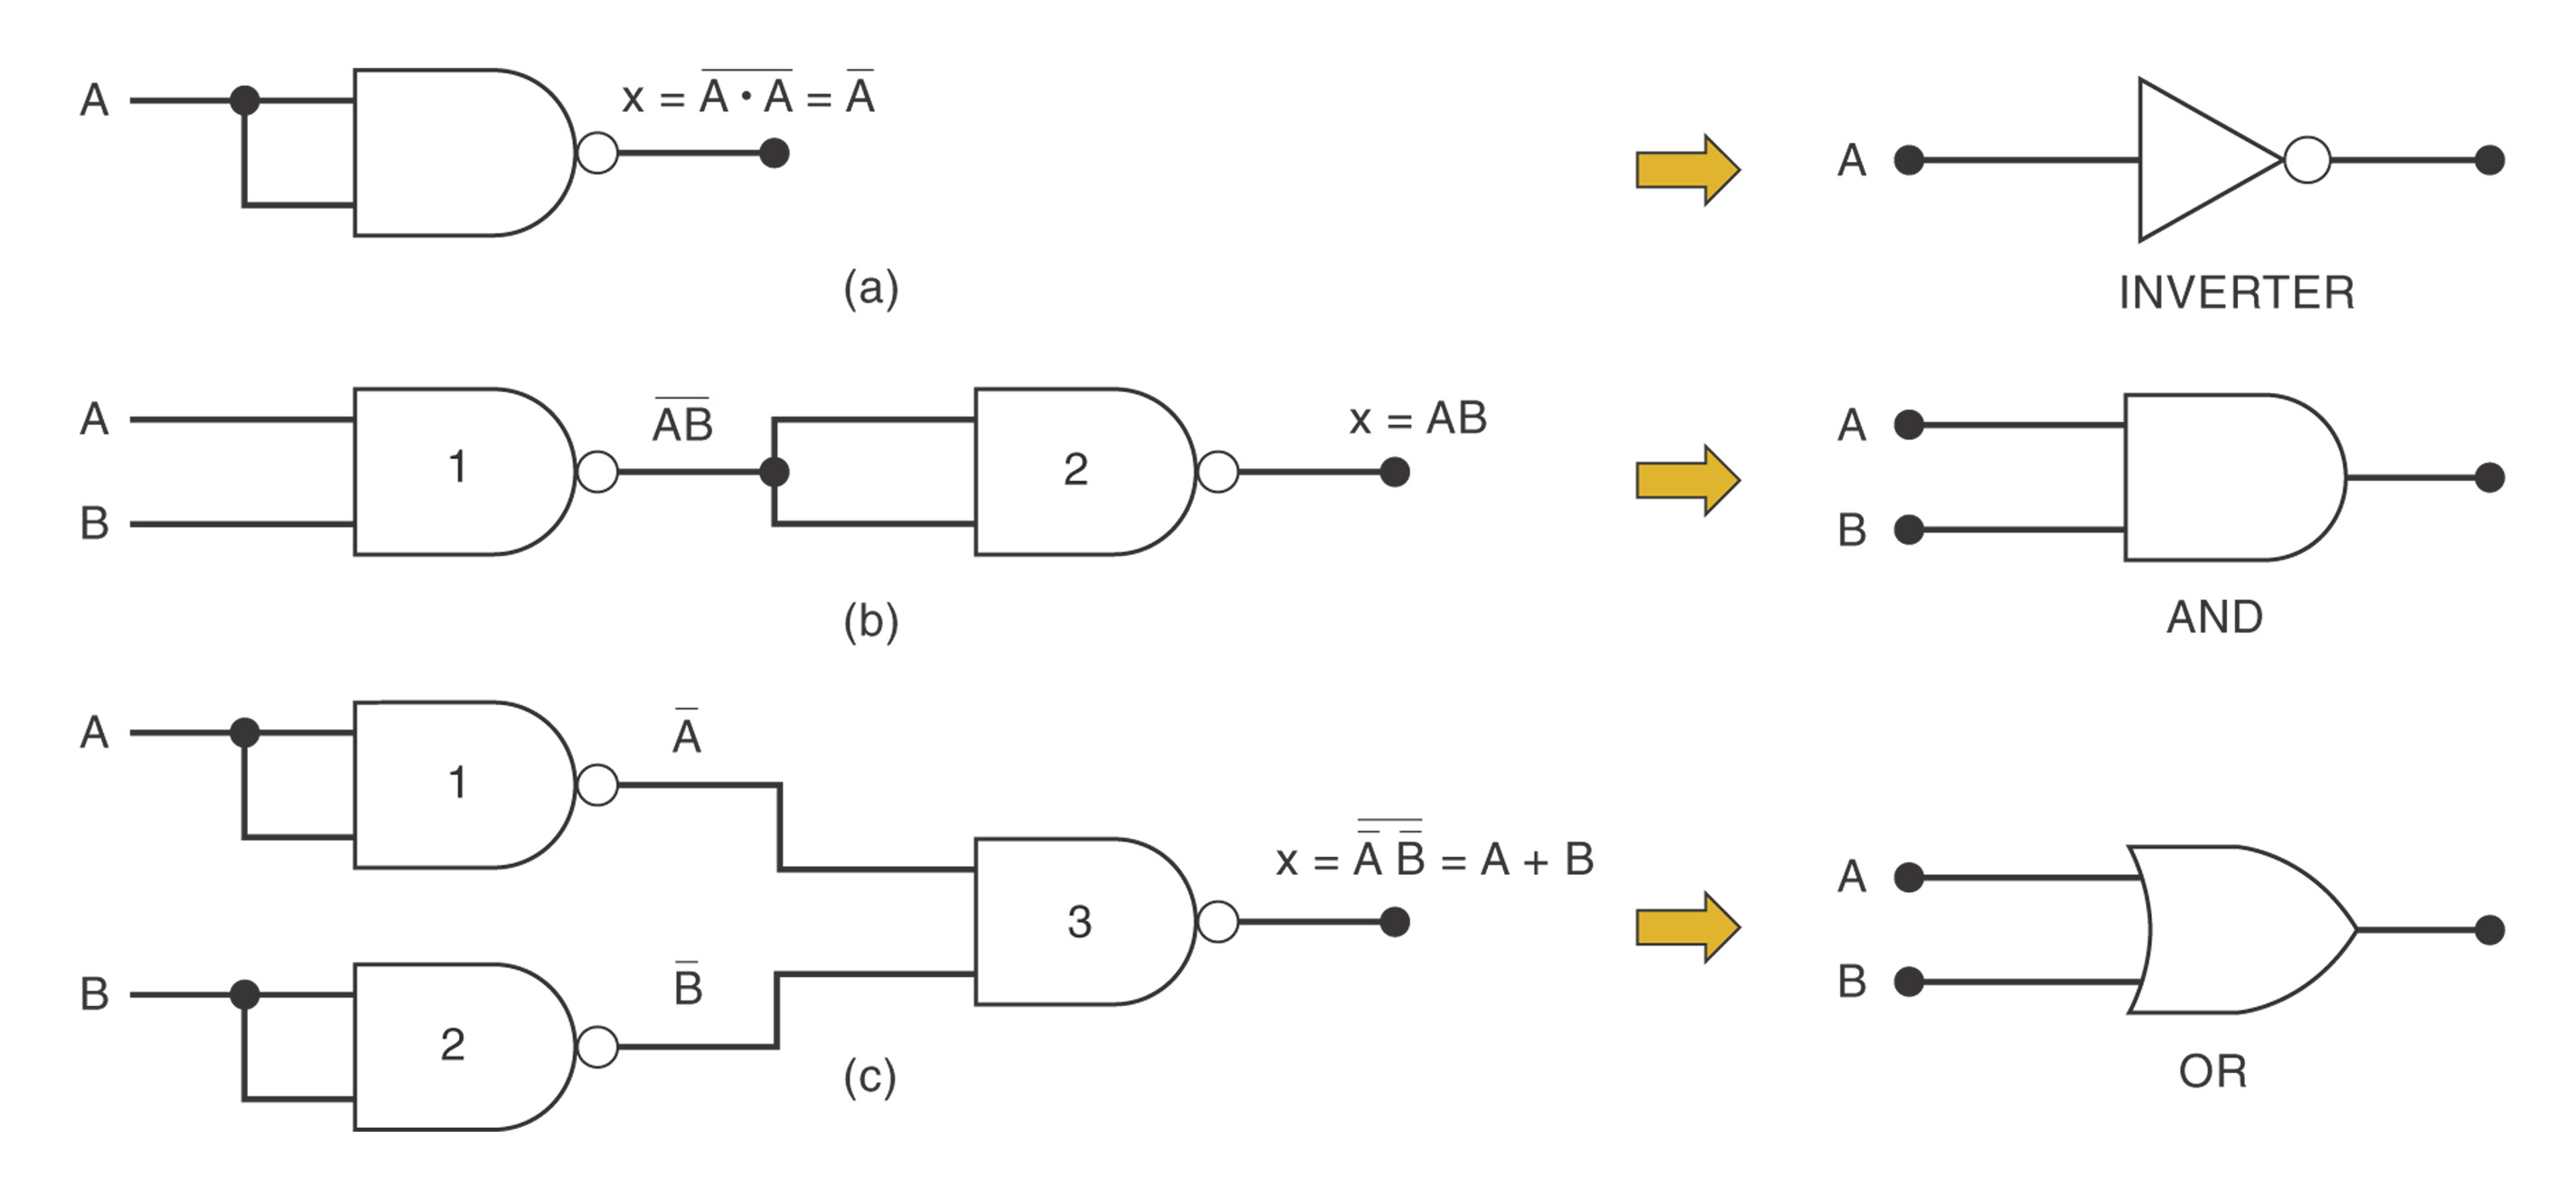 A
x = A̅ ̅•̅ ̅A̅ = A̅
A
(a)
INVERTER
A
1
A̅B̅
2
x = AB
A
B
B
(b)
AND
A
1
A̅
x = A̿ ̅B̿ = A + B
3
A
B
B̅
B
2
(c)
OR